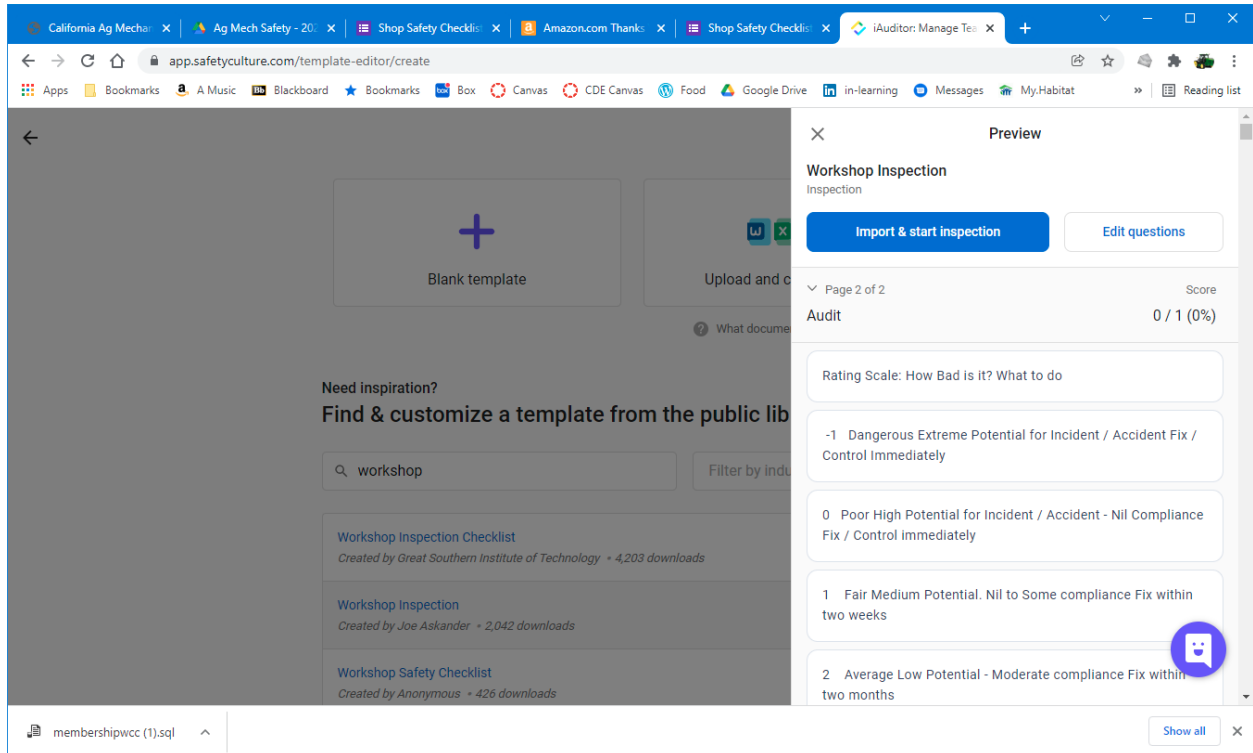 California Ag Mechar
Ag Mech Safety - 202
Shop Safety Checklist
Amazon.com Thanks
Shop Safety Checklist
iAuditor: Manage Tea
app.safetyculture.com/template-editor/create
Apps
Bookmarks
A Music
Blackboard
Bookmarks
Box
Canvas
CDE Canvas
Food
Google Drive
in-learning
Messages
My.Habitat
»
Reading list
Blank template
Upload and c
What docume
Need inspiration?
Find & customize a template from the public lib
workshop
Filter by indu
Workshop Inspection Checklist
Created by Great Southern Institute of Technology • 4,203 downloads
Workshop Inspection
Created by Joe Askander • 2,042 downloads
Workshop Safety Checklist
Created by Anonymous • 426 downloads
Preview
Workshop Inspection
Inspection
Import & start inspection
Edit questions
Page 2 of 2
Score
Audit
0 / 1 (0%)
Rating Scale: How Bad is it? What to do
-1 Dangerous Extreme Potential for Incident / Accident Fix /
Control Immediately
0 Poor High Potential for Incident / Accident - Nil Compliance
Fix / Control immediately
1 Fair Medium Potential. Nil to Some compliance Fix within
two weeks
2 Average Low Potential - Moderate compliance Fix within
two months
membershipwcc (1).sql
Show all